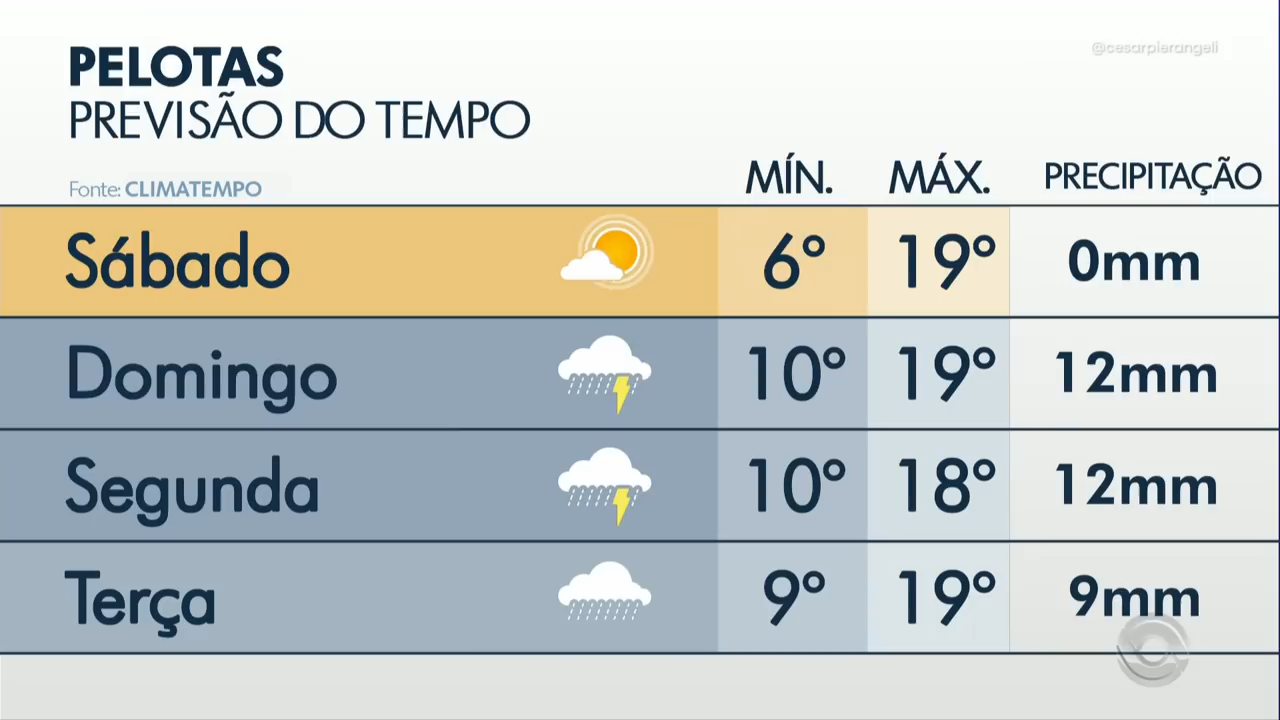 @cesarpierangeli
PELOTAS
PREVISÃO DO TEMPO
Fonte: CLIMATEMPO
MÍN. MÁX. PRECIPITAÇÃO
Sábado 6° 19° 0mm
Domingo 10° 19° 12mm
Segunda 10° 18° 12mm
Terça 9° 19° 9mm